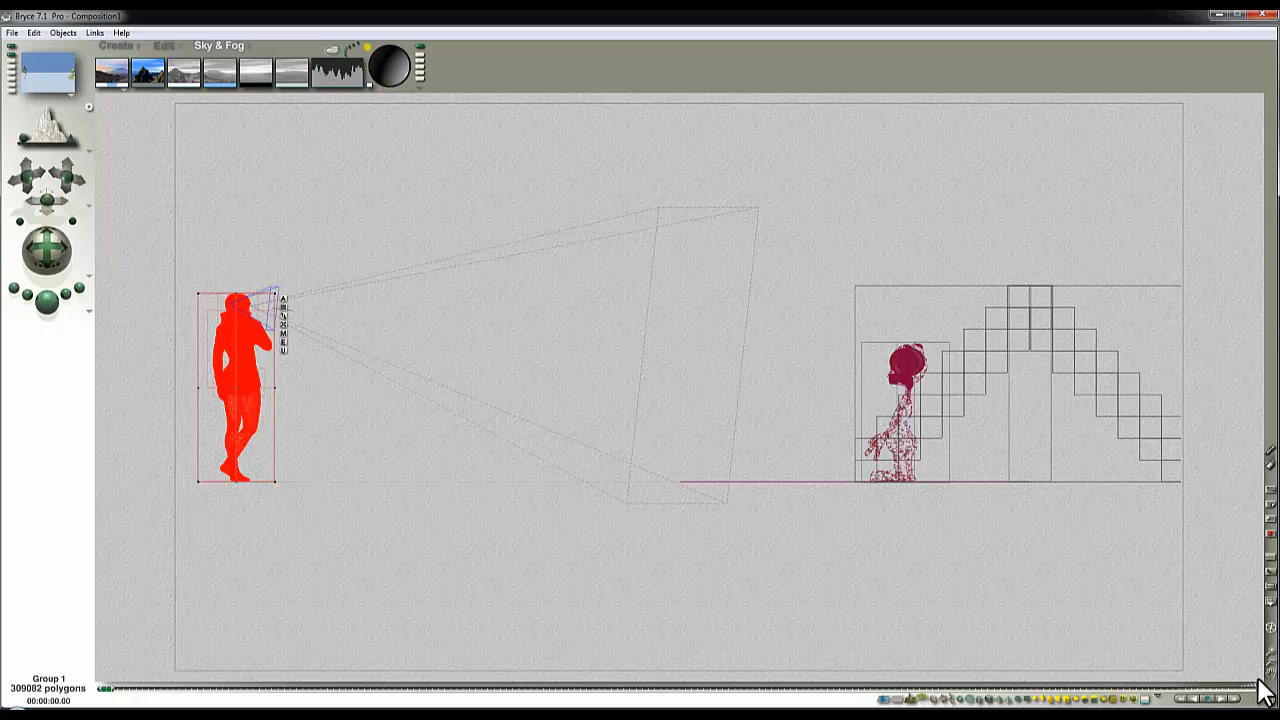 Bryce 7.1 Pro - Composition1
File Edit Objects Links Help
Create Edit Sky & Fog
A
M
E
U
Group 1
309082 polygons
00:00:00.00